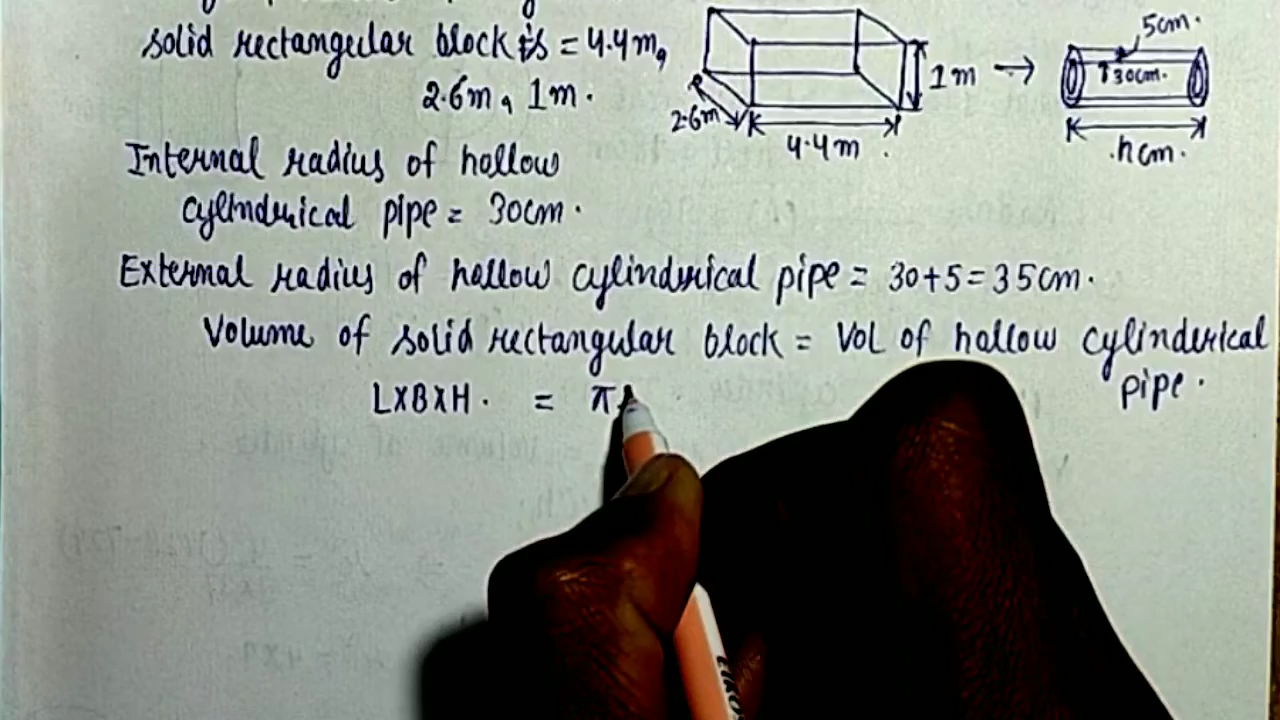 solid rectangular block is = 4.4m,
2.6m, 1m.
5cm.
30cm.
1m
2.6m
4.4m
hcm.
Internal radius of hollow
cylindrical pipe = 30cm.
External radius of hollow cylindrical pipe = 30+5=35cm.
Volume of solid rectangular block = Vol of hollow cylinderical
pipe.
L×B×H. = π